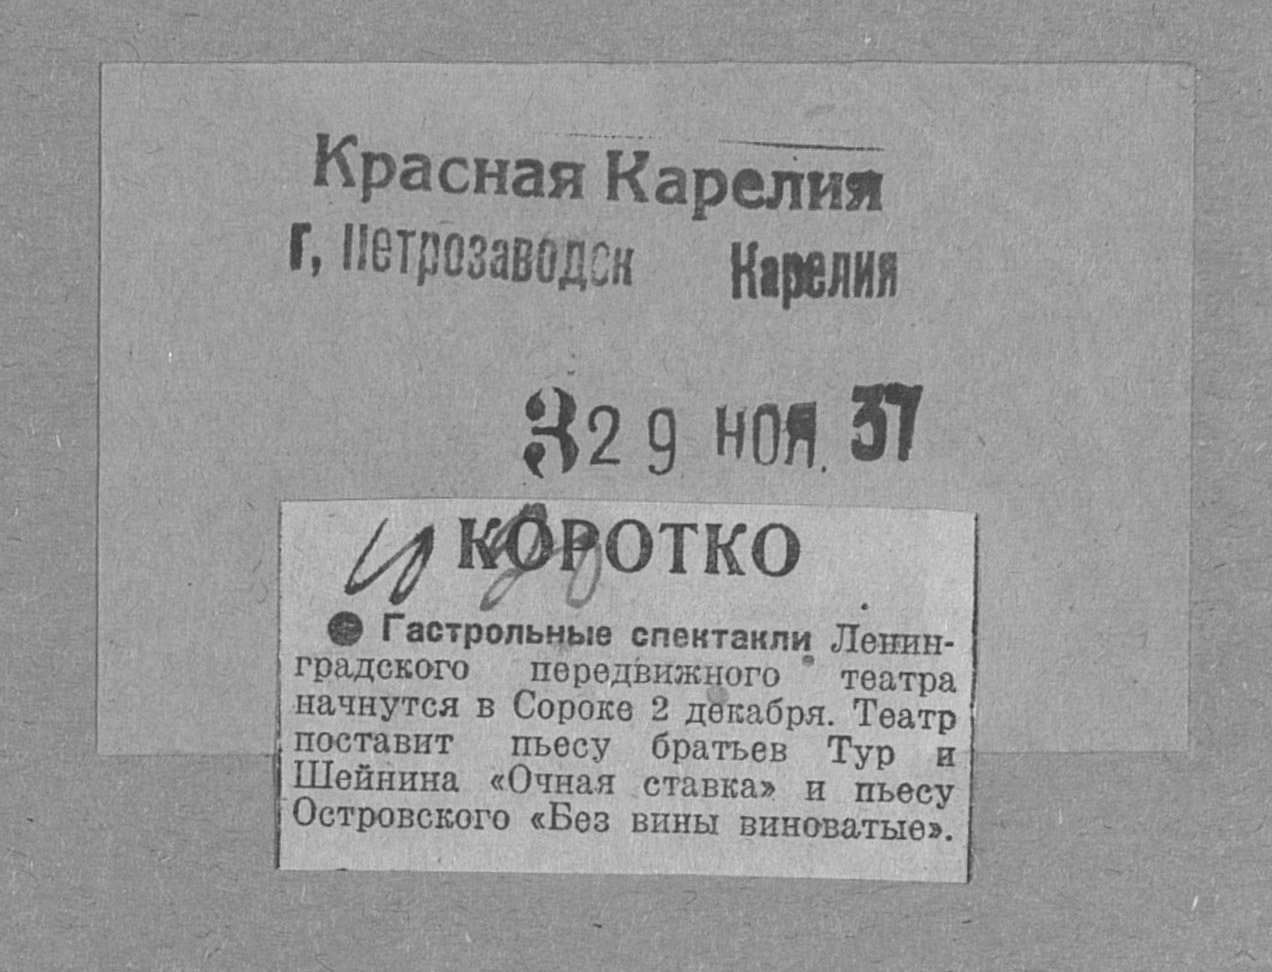 Красная Карелия
г, Петрозаводск Карелия
3 29 НОЯ. 37
КОРОТКО
● Гастрольные спектакли Ленин-
градского передвижного театра
начнутся в Сороке 2 декабря. Театр
поставит пьесу братьев Тур и
Шейнина «Очная ставка» и пьесу
Островского «Без вины виноватые».